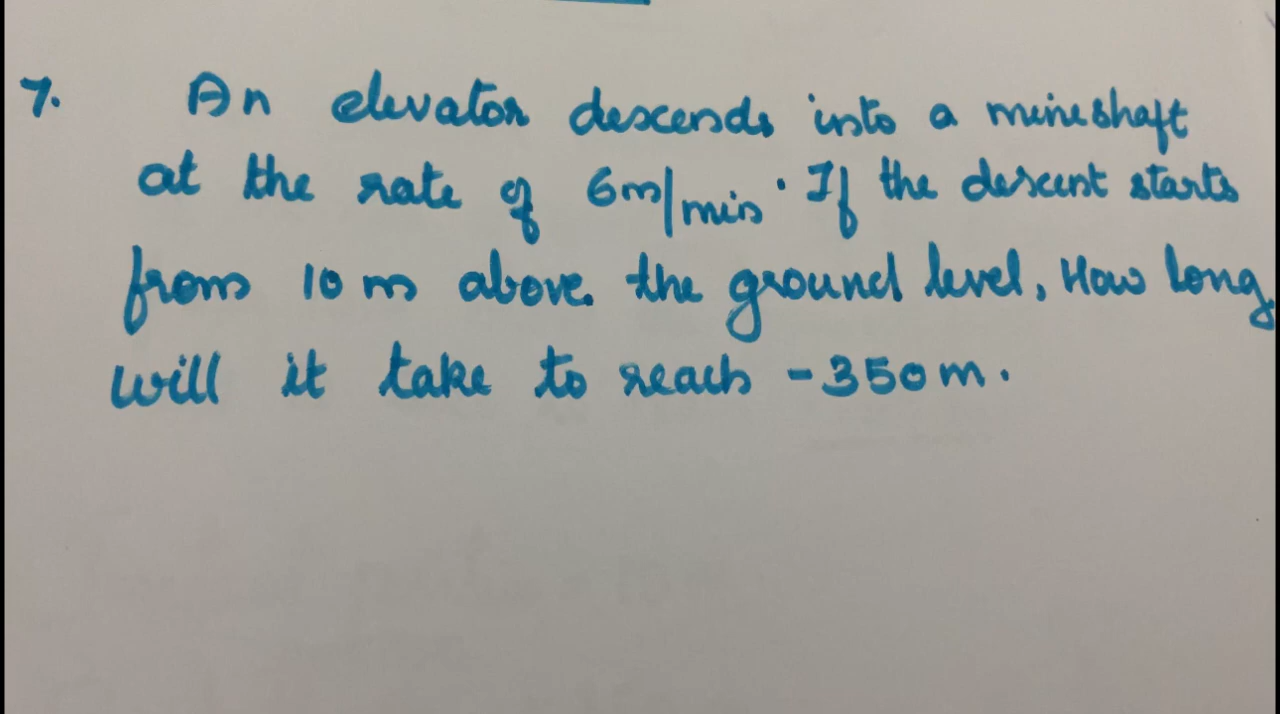 7. An elevator descends into a mineshaft
at the rate of 6m/min. If the descent starts
from 10 m above the ground level, How long
will it take to reach -350m.